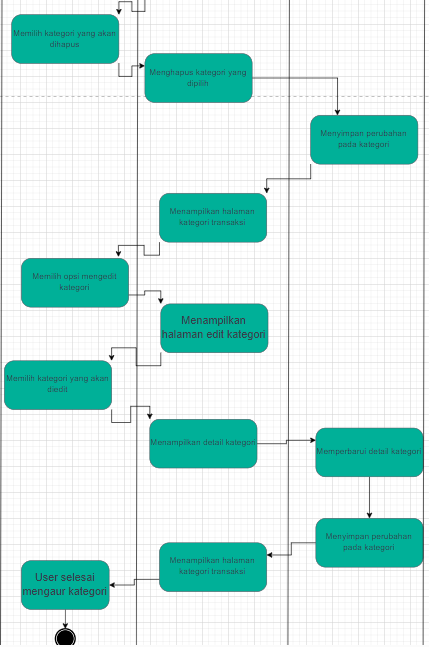 Memilih kategori yang akan
dihapus
Menghapus kategori yang
dipilih
Menyimpan perubahan
pada kategori
Menampilkan halaman
kategori transaksi
Memilih opsi mengedit
kategori
Menampilkan
halaman edit kategori
Memilih kategori yang akan
diedit
Menampilkan detail kategori
Memperbarui detail kategori
Menyimpan perubahan
pada kategori
Menampilkan halaman
kategori transaksi
User selesai
mengaur kategori